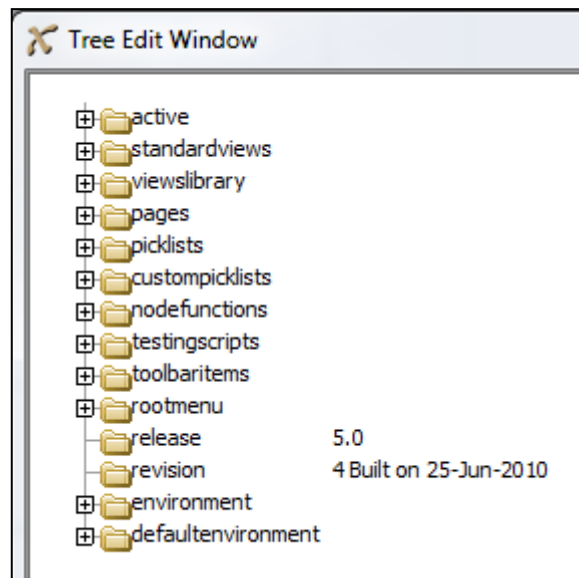 Tree Edit Window
active
standardviews
viewslibrary
pages
picklists
custompicklists
nodefunctions
testingscripts
toolbaritems
rootmenu
release 5.0
revision 4 Built on 25-Jun-2010
environment
defaultenvironment